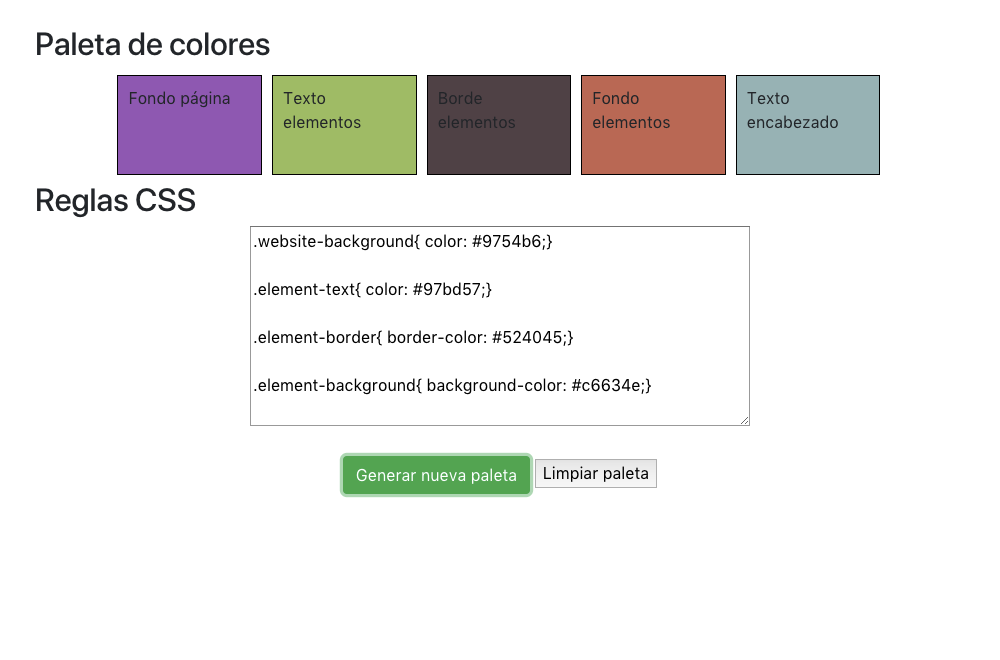 Paleta de colores
Fondo página
Texto
elementos
Borde
elementos
Fondo
elementos
Texto
encabezado
Reglas CSS
.website-background{ color: #9754b6;}
.element-text{ color: #97bd57;}
.element-border{ border-color: #524045;}
.element-background{ background-color: #c6634e;}
Generar nueva paleta
Limpiar paleta